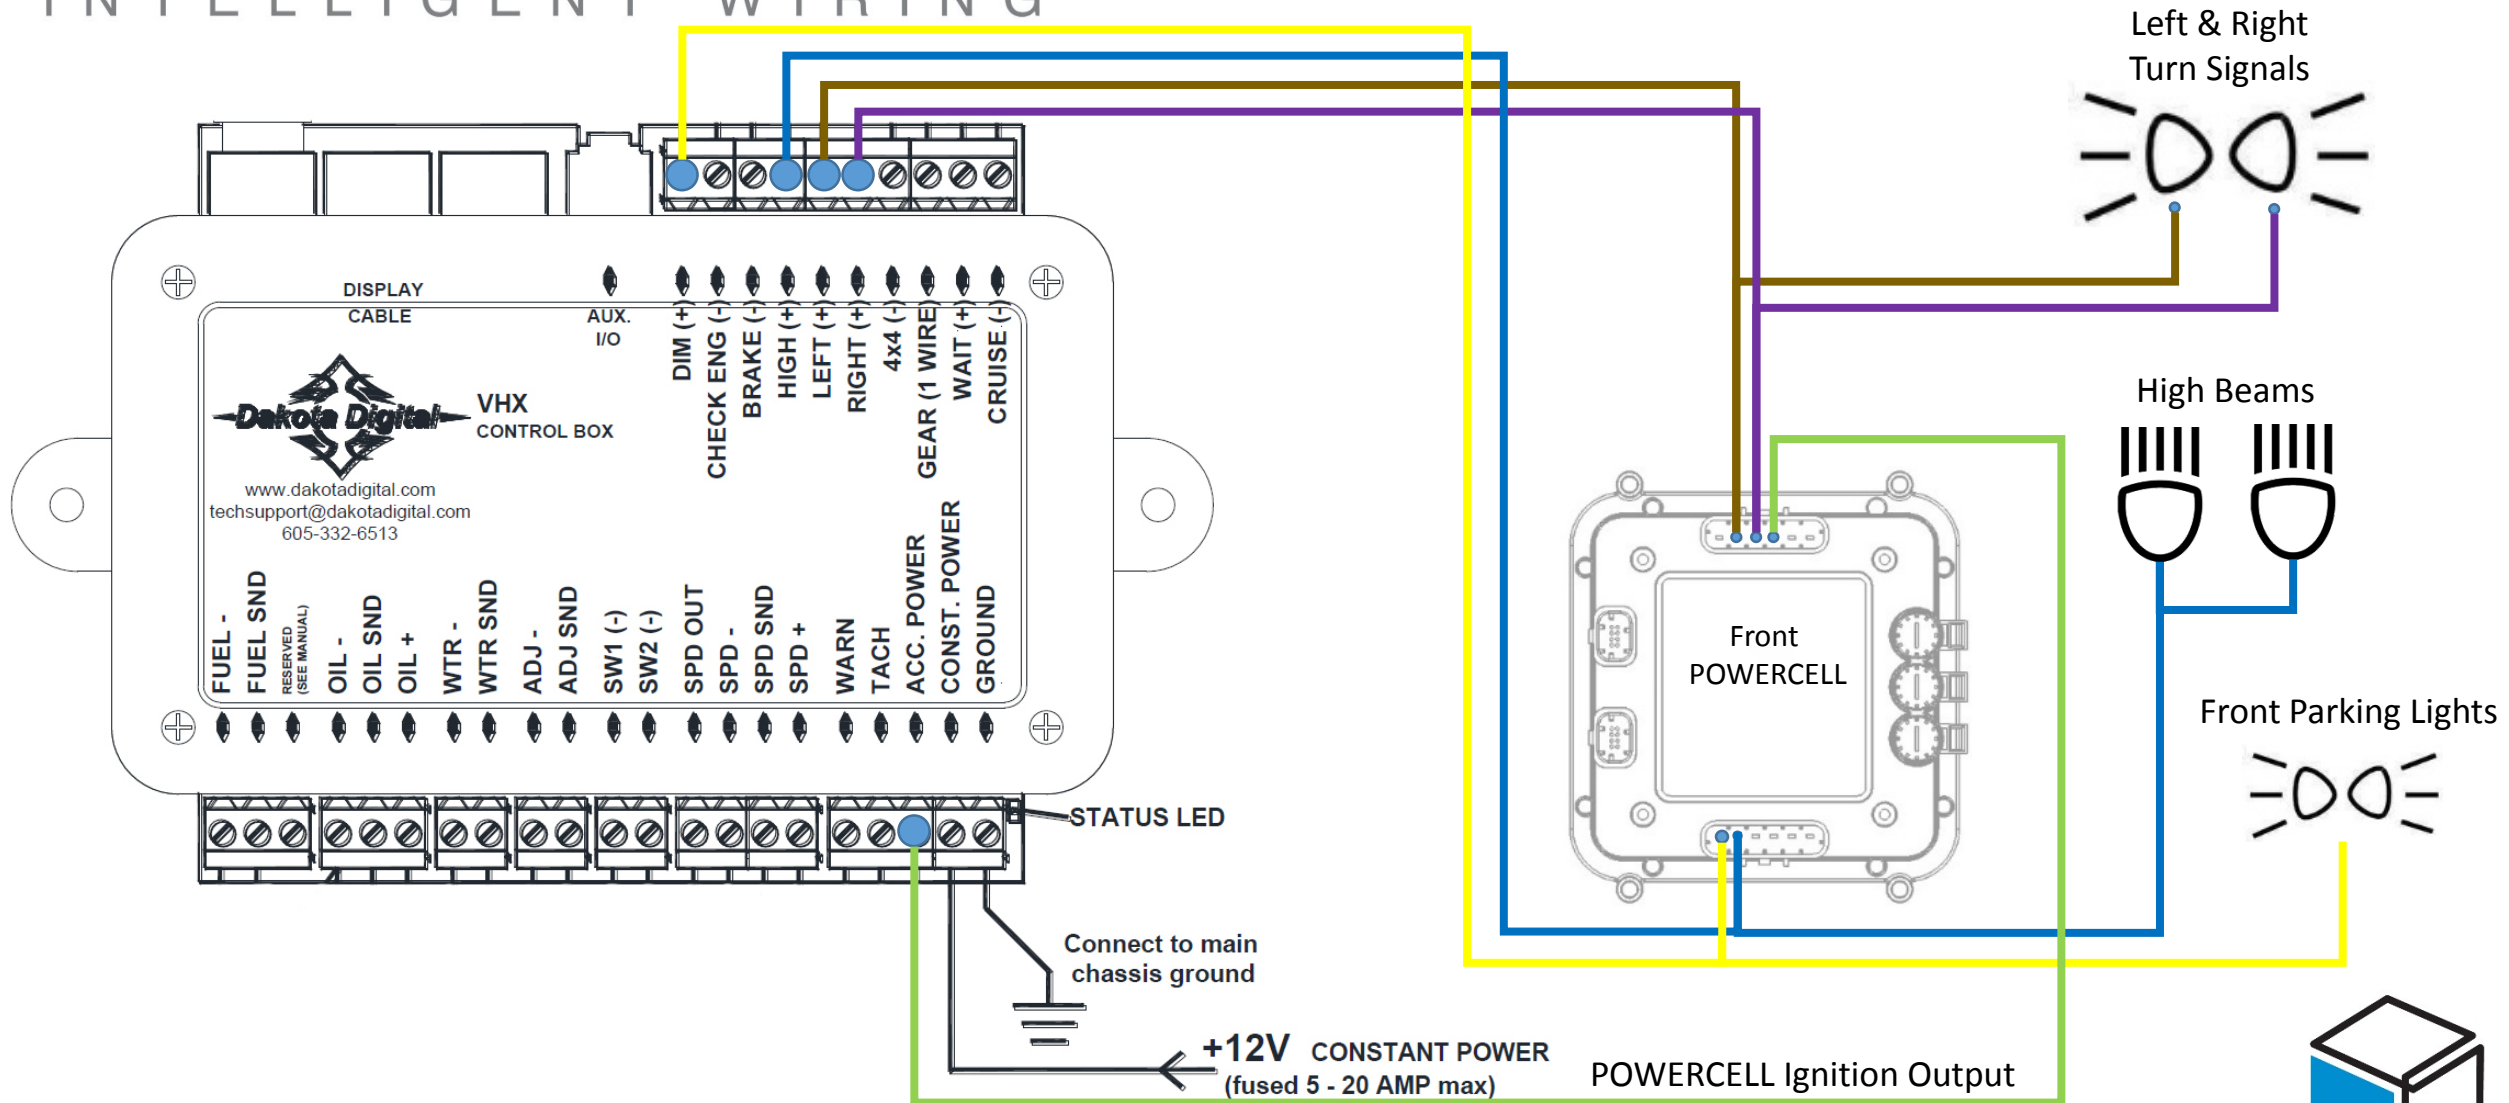 INTELLIGENT WIRING
Left & Right
Turn Signals
DISPLAY
CABLE
AUX.
I/O
DIM (+)
CHECK ENG (-)
BRAKE (-)
HIGH (+)
LEFT (+)
RIGHT (+)
4x4 (-)
GEAR (1 WIRE)
WAIT (+)
CRUISE (-)
Dakota Digital
VHX
CONTROL BOX
www.dakotadigital.com
techsupport@dakotadigital.com
605-332-6513
High Beams
Front
POWERCELL
Front Parking Lights
FUEL -
FUEL SND
RESERVED
(SEE MANUAL)
OIL -
OIL SND
OIL +
WTR -
WTR SND
ADJ -
ADJ SND
SW1 (-)
SW2 (-)
SPD OUT
SPD -
SPD SND
SPD +
WARN
TACH
ACC. POWER
CONST. POWER
GROUND
STATUS LED
Connect to main
chassis ground
+12V CONSTANT POWER
(fused 5 - 20 AMP max)
POWERCELL Ignition Output